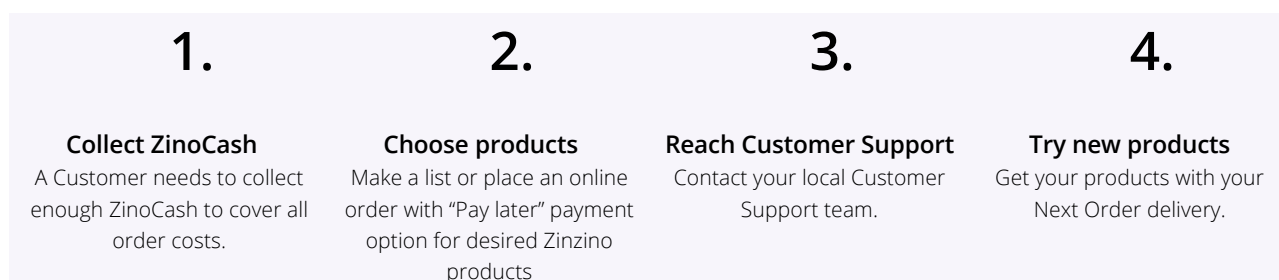 1.
Collect ZinoCash
A Customer needs to collect
enough ZinoCash to cover all
order costs.
2.
Choose products
Make a list or place an online
order with “Pay later” payment
option for desired Zinzino
products
3.
Reach Customer Support
Contact your local Customer
Support team.
4.
Try new products
Get your products with your
Next Order delivery.